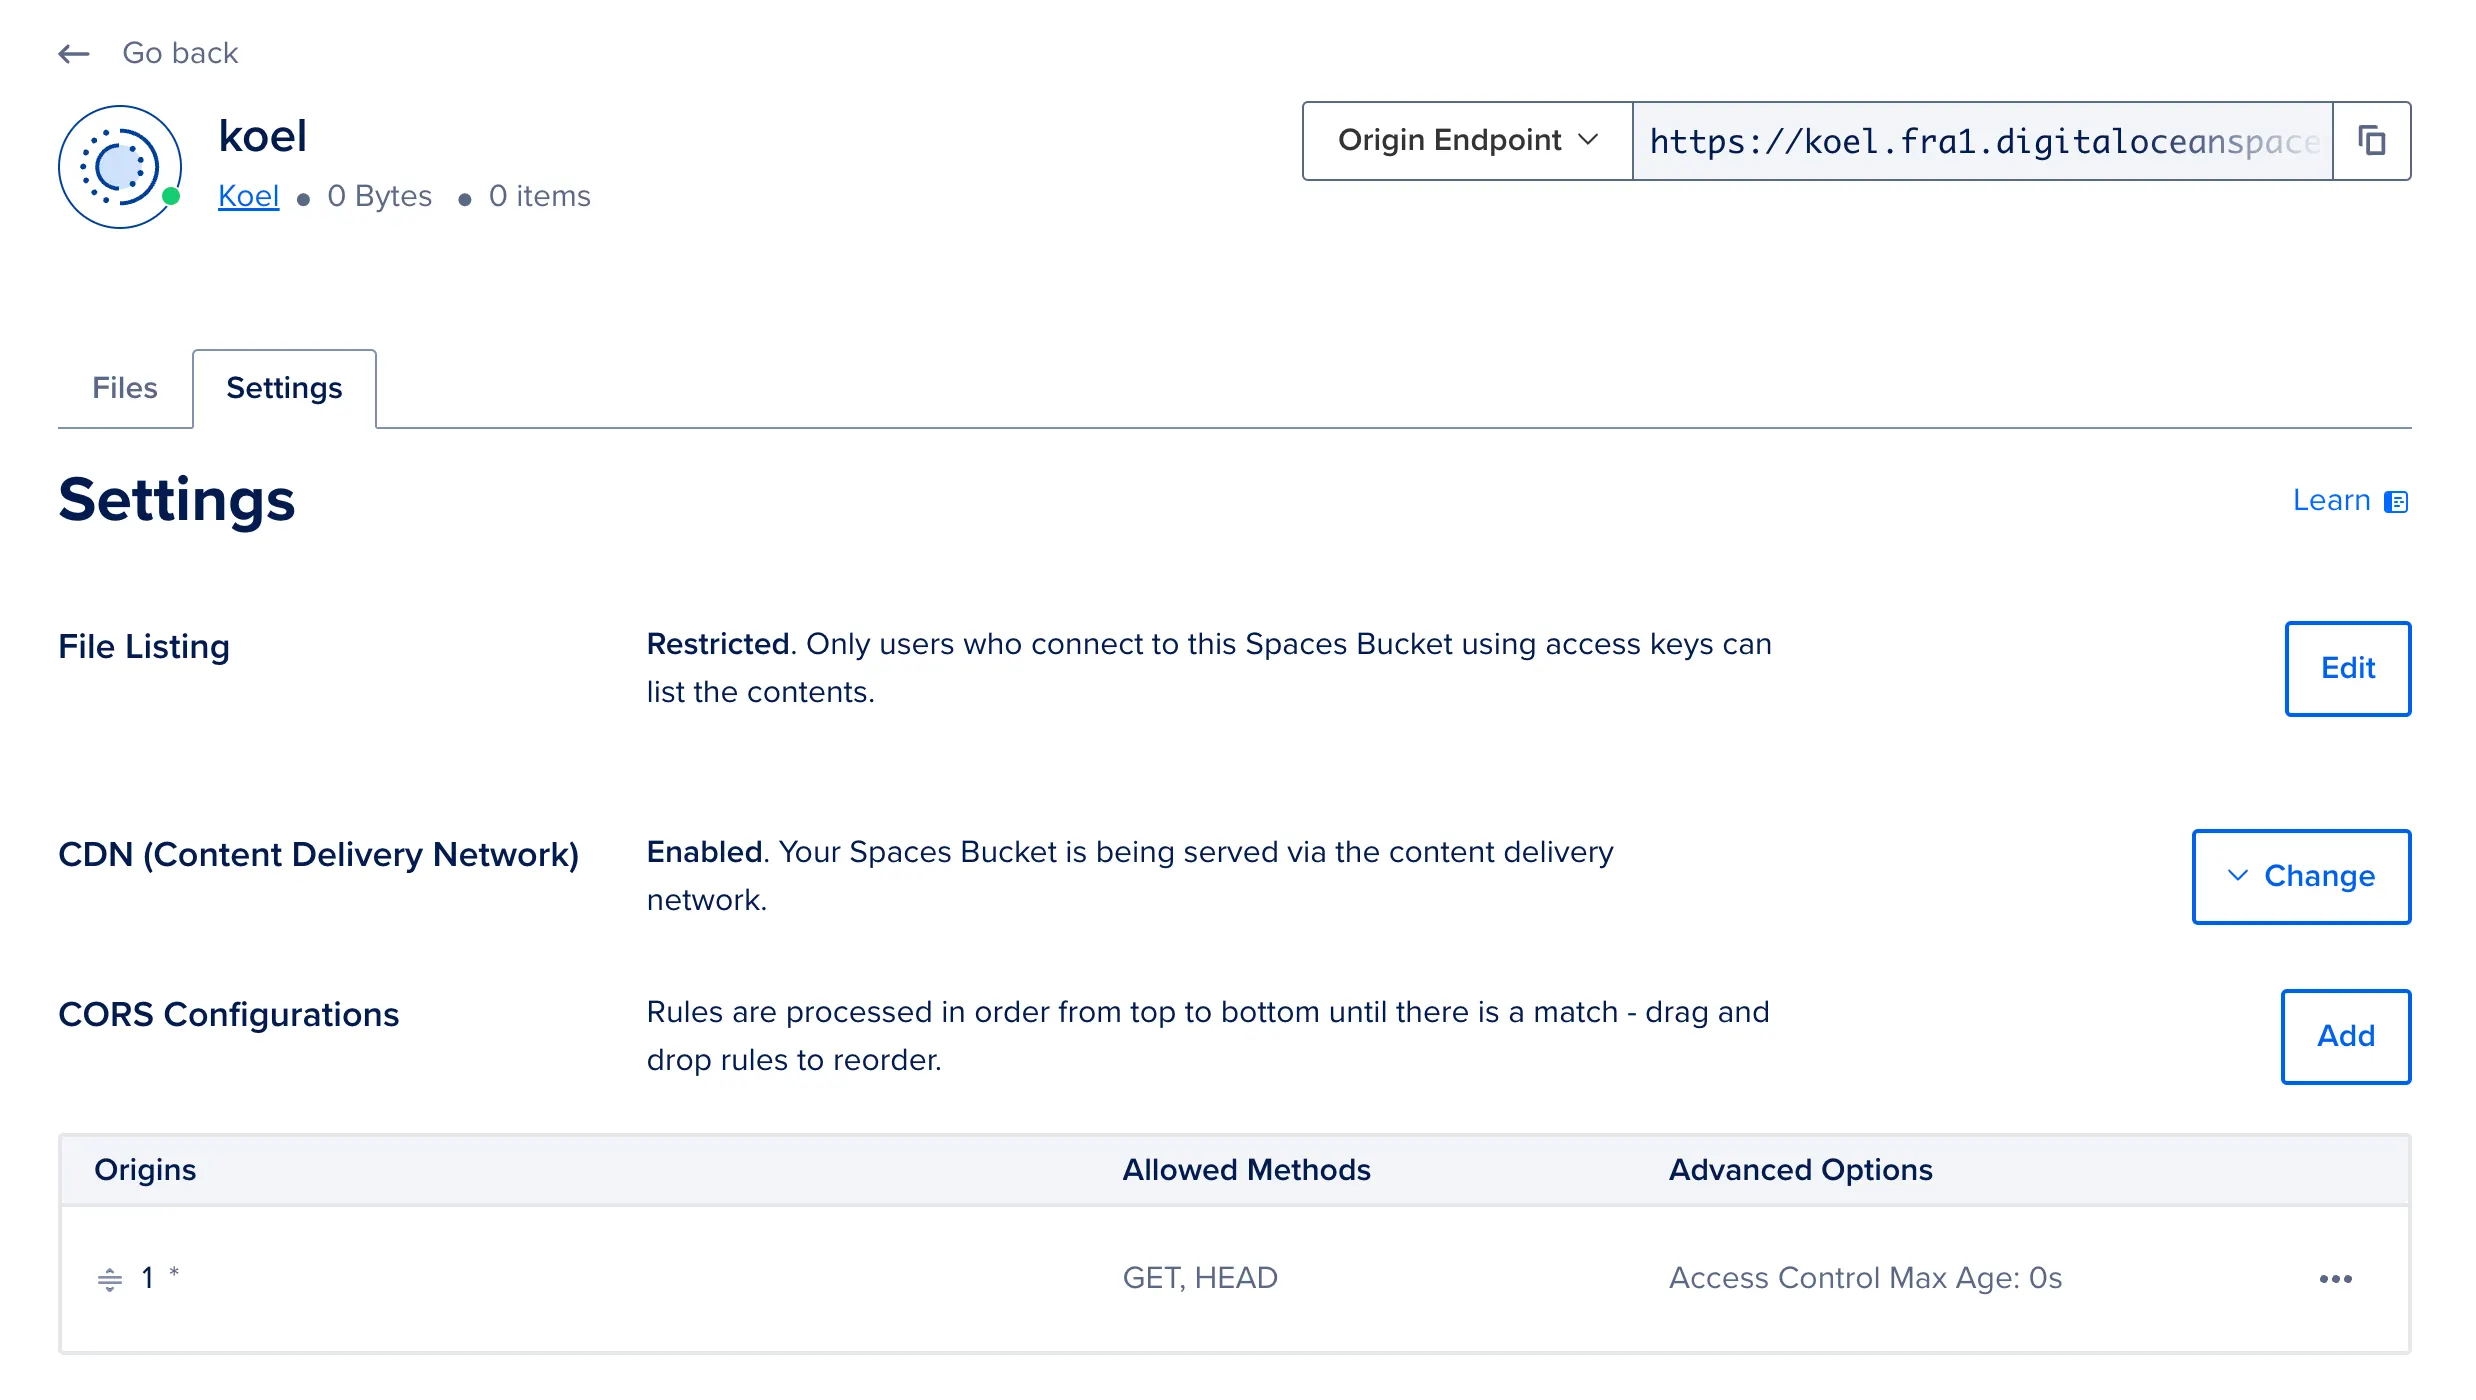 Go back
koel
Koel • 0 Bytes • 0 items
Origin Endpoint https://koel.fra1.digitaloceanspace
Files
Settings
Settings
Learn
File Listing
Restricted. Only users who connect to this Spaces Bucket using access keys can
list the contents.
Edit
CDN (Content Delivery Network)
Enabled. Your Spaces Bucket is being served via the content delivery
network.
Change
CORS Configurations
Rules are processed in order from top to bottom until there is a match - drag and
drop rules to reorder.
Add
Origins Allowed Methods Advanced Options
1 * GET, HEAD Access Control Max Age: 0s